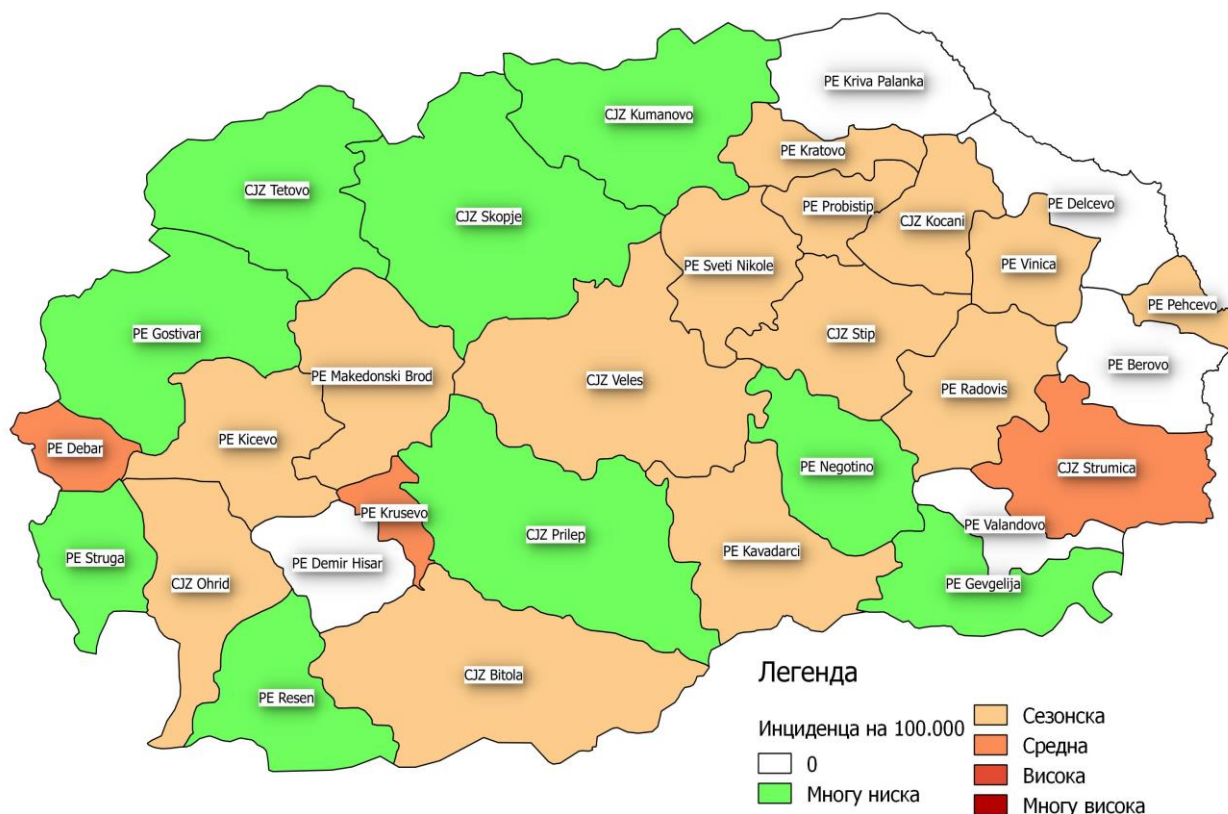 PE Kriva Palanka
CJZ Kumanovo
PE Kratovo
CJZ Tetovo
PE Delcevo
PE Probistip
CJZ Skopje
CJZ Kocani
PE Sveti Nikole
PE Vinica
PE Pehcevo
PE Gostivar
CJZ Stip
PE Berovo
PE Makedonski Brod
CJZ Veles
PE Radovis
PE Kicevo
PE Debar
PE Negotino
CJZ Strumica
PE Krusevo
PE Valandovo
CJZ Prilep
PE Kavadarci
PE Struga
PE Demir Hisar
CJZ Ohrid
PE Gevgelija
CJZ Bitola
PE Resen
Легенда
Инциденца на 100.000
0
Многу ниска
Сезонска
Средна
Висока
Многу висока